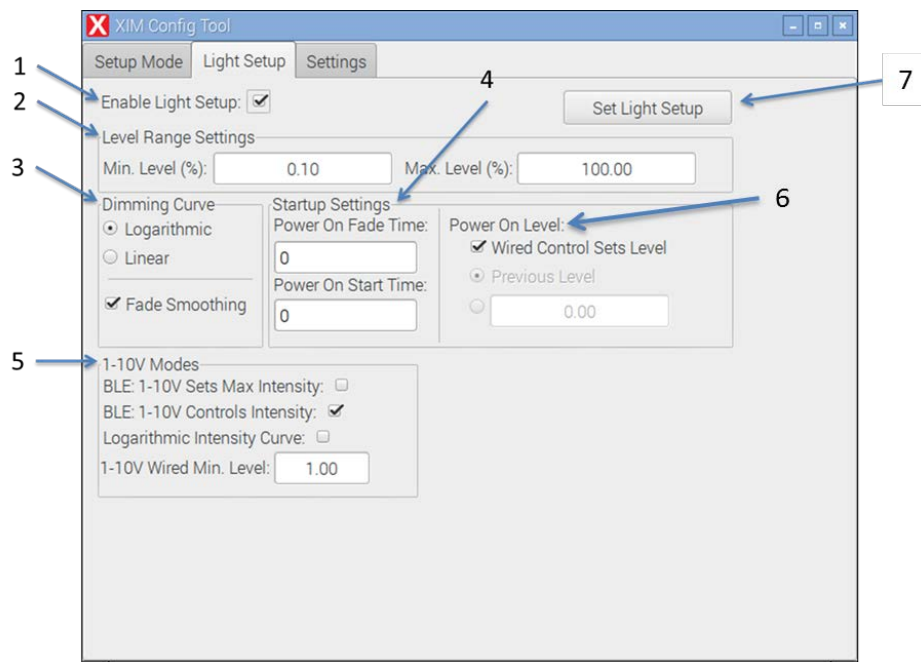 XIM Config Tool
Setup Mode Light Setup Settings
1
Enable Light Setup:
Set Light Setup
7
2
Level Range Settings
Min. Level (%): 0.10 Max. Level (%): 100.00
3
Dimming Curve
Logarithmic
Linear
Fade Smoothing
4
Startup Settings
Power On Fade Time:
0
Power On Start Time:
0
6
Power On Level:
Wired Control Sets Level
Previous Level
0.00
5
1-10V Modes
BLE: 1-10V Sets Max Intensity:
BLE: 1-10V Controls Intensity:
Logarithmic Intensity Curve:
1-10V Wired Min. Level: 1.00